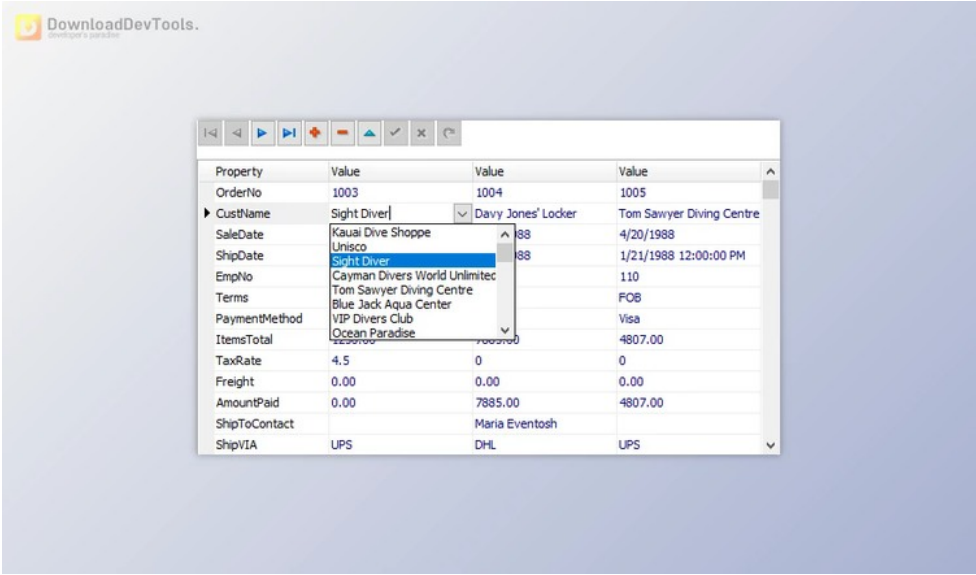 DownloadDevTools.
developer's paradise
Property Value Value Value
OrderNo 1003 1004 1005
CustName Sight Diver Davy Jones' Locker Tom Sawyer Diving Centre
SaleDate 988 4/20/1988
ShipDate 988 1/21/1988 12:00:00 PM
EmpNo 110
Terms FOB
PaymentMethod Visa
Kauai Dive Shoppe
Unisco
Sight Diver
Cayman Divers World Unlimited
Tom Sawyer Diving Centre
Blue Jack Aqua Center
VIP Divers Club
Ocean Paradise
ItemsTotal 4807.00
TaxRate 4.5 0 0
Freight 0.00 0.00 0.00
AmountPaid 0.00 7885.00 4807.00
ShipToContact Maria Eventosh
ShipVIA UPS DHL UPS